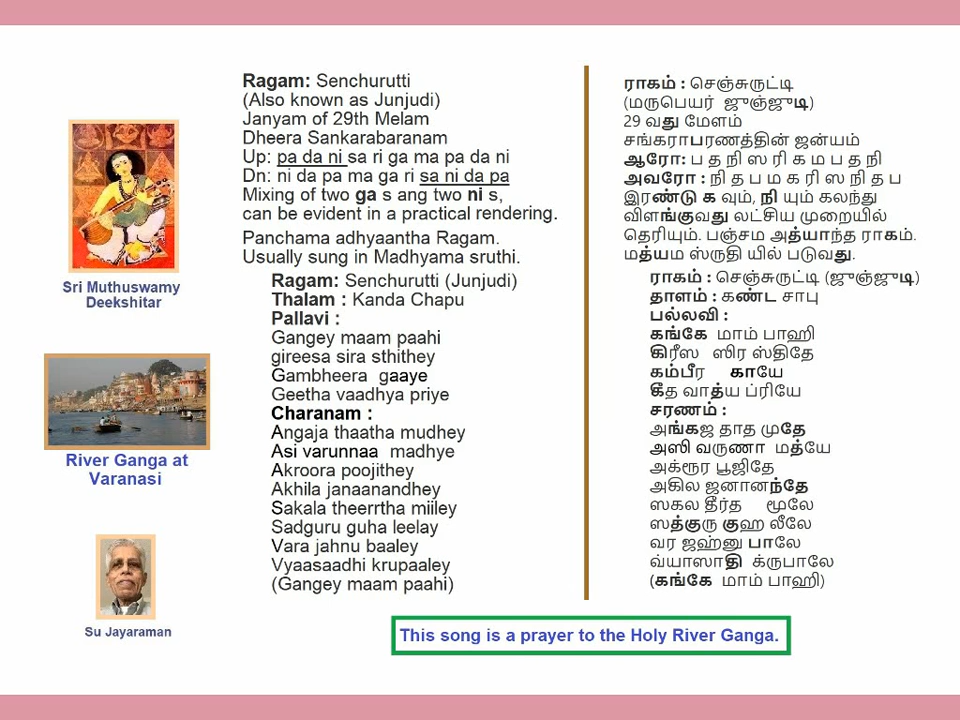 Sri Muthuswamy
Deekshitar
River Ganga at
Varanasi
Su Jayaraman
Ragam: Senchurutti
(Also known as Junjudi)
Janyam of 29th Melam
Dheera Sankarabaranam
Up: pa da ni sa ri ga ma pa da ni
Dn: ni da pa ma ga ri sa ni da pa
Mixing of two ga s ang two ni s,
can be evident in a practical rendering.
Panchama adhyaantha Ragam.
Usually sung in Madhyama sruthi.
Ragam: Senchurutti (Junjudi)
Thalam : Kanda Chapu
Pallavi :
Gangey maam paahi
gireesa sira sthithey
Gambheera gaaye
Geetha vaadhya priye
Charanam :
Angaja thaatha mudhey
Asi varunnaa madhye
Akroora poojithey
Akhila janaanandhey
Sakala theerrtha miiley
Sadguru guha leelay
Vara jahnu baaley
Vyaasaadhi krupaaley
(Gangey maam paahi)
ராகம் : செஞ்சுருட்டி
(மருபெயர் ஜுஞ்ஜுடி)
29 வது மேளம்
சங்கராபரணத்தின் ஜன்யம்
ஆரோ: ப த நி ஸ ரி க ம ப த நி
அவரோ : நி த ப ம க ரி ஸ நி த ப
இரண்டு க வும், நி யும் கலந்து
விளங்குவது லட்சிய முறையில்
தெரியும். பஞ்சம அத்யாந்த ராகம்.
மத்யம ஸ்ருதி யில் படுவது.
ராகம் : செஞ்சுருட்டி (ஜுஞ்ஜுடி)
தாளம் : கண்ட சாபு
பல்லவி :
கங்கே மாம் பாஹி
கிரீஸ ஸிர ஸ்திதே
கம்பீர காயே
கீத வாத்ய ப்ரியே
சரணம் :
அங்கஜ தாத முதே
அஸி வருணா மத்யே
அக்ரூர பூஜிதே
அகில ஜனானந்தே
ஸகல தீர்த மூலே
ஸத்குரு குஹ லீலே
வர ஜஹ்னு பாலே
வ்யாஸாதி க்ருபாலே
(கங்கே மாம் பாஹி)
This song is a prayer to the Holy River Ganga.